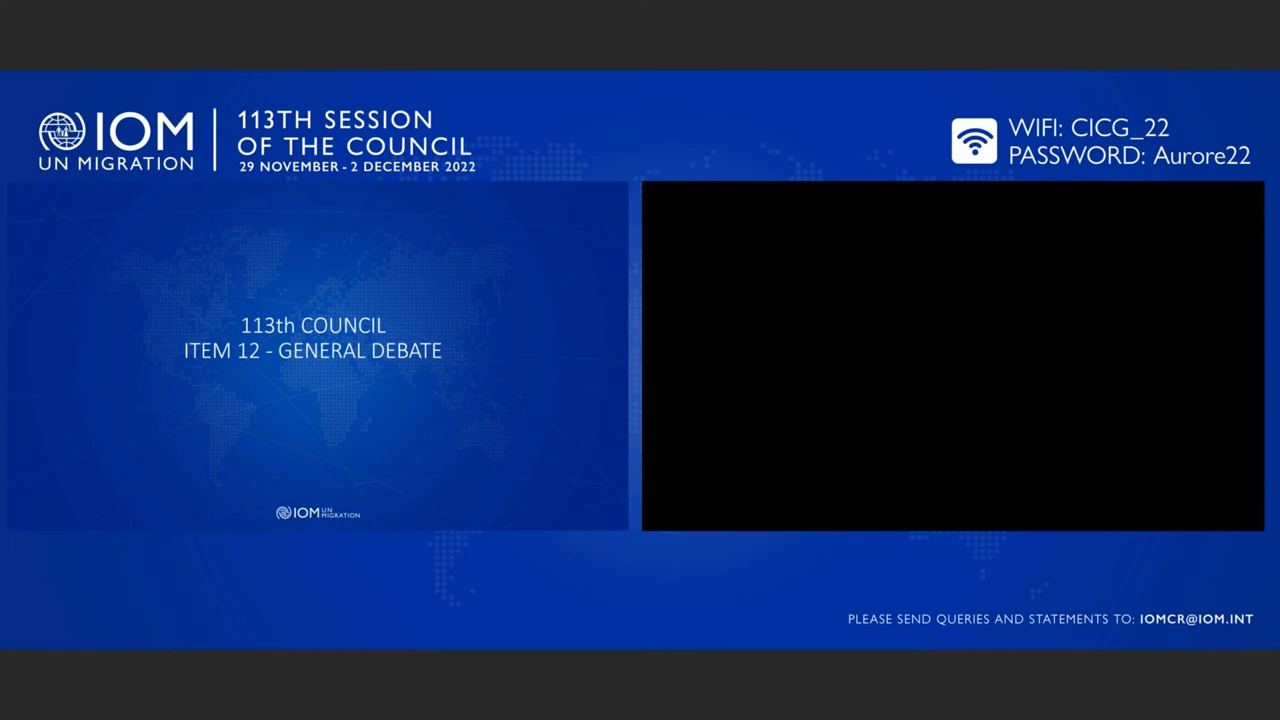 IOM
UN MIGRATION
113TH SESSION
OF THE COUNCIL
29 NOVEMBER - 2 DECEMBER 2022
WIFI: CICG_22
PASSWORD: Aurore22
113th COUNCIL
ITEM 12 - GENERAL DEBATE
IOM UN MIGRATION
PLEASE SEND QUERIES AND STATEMENTS TO: IOMCR@IOM.INT